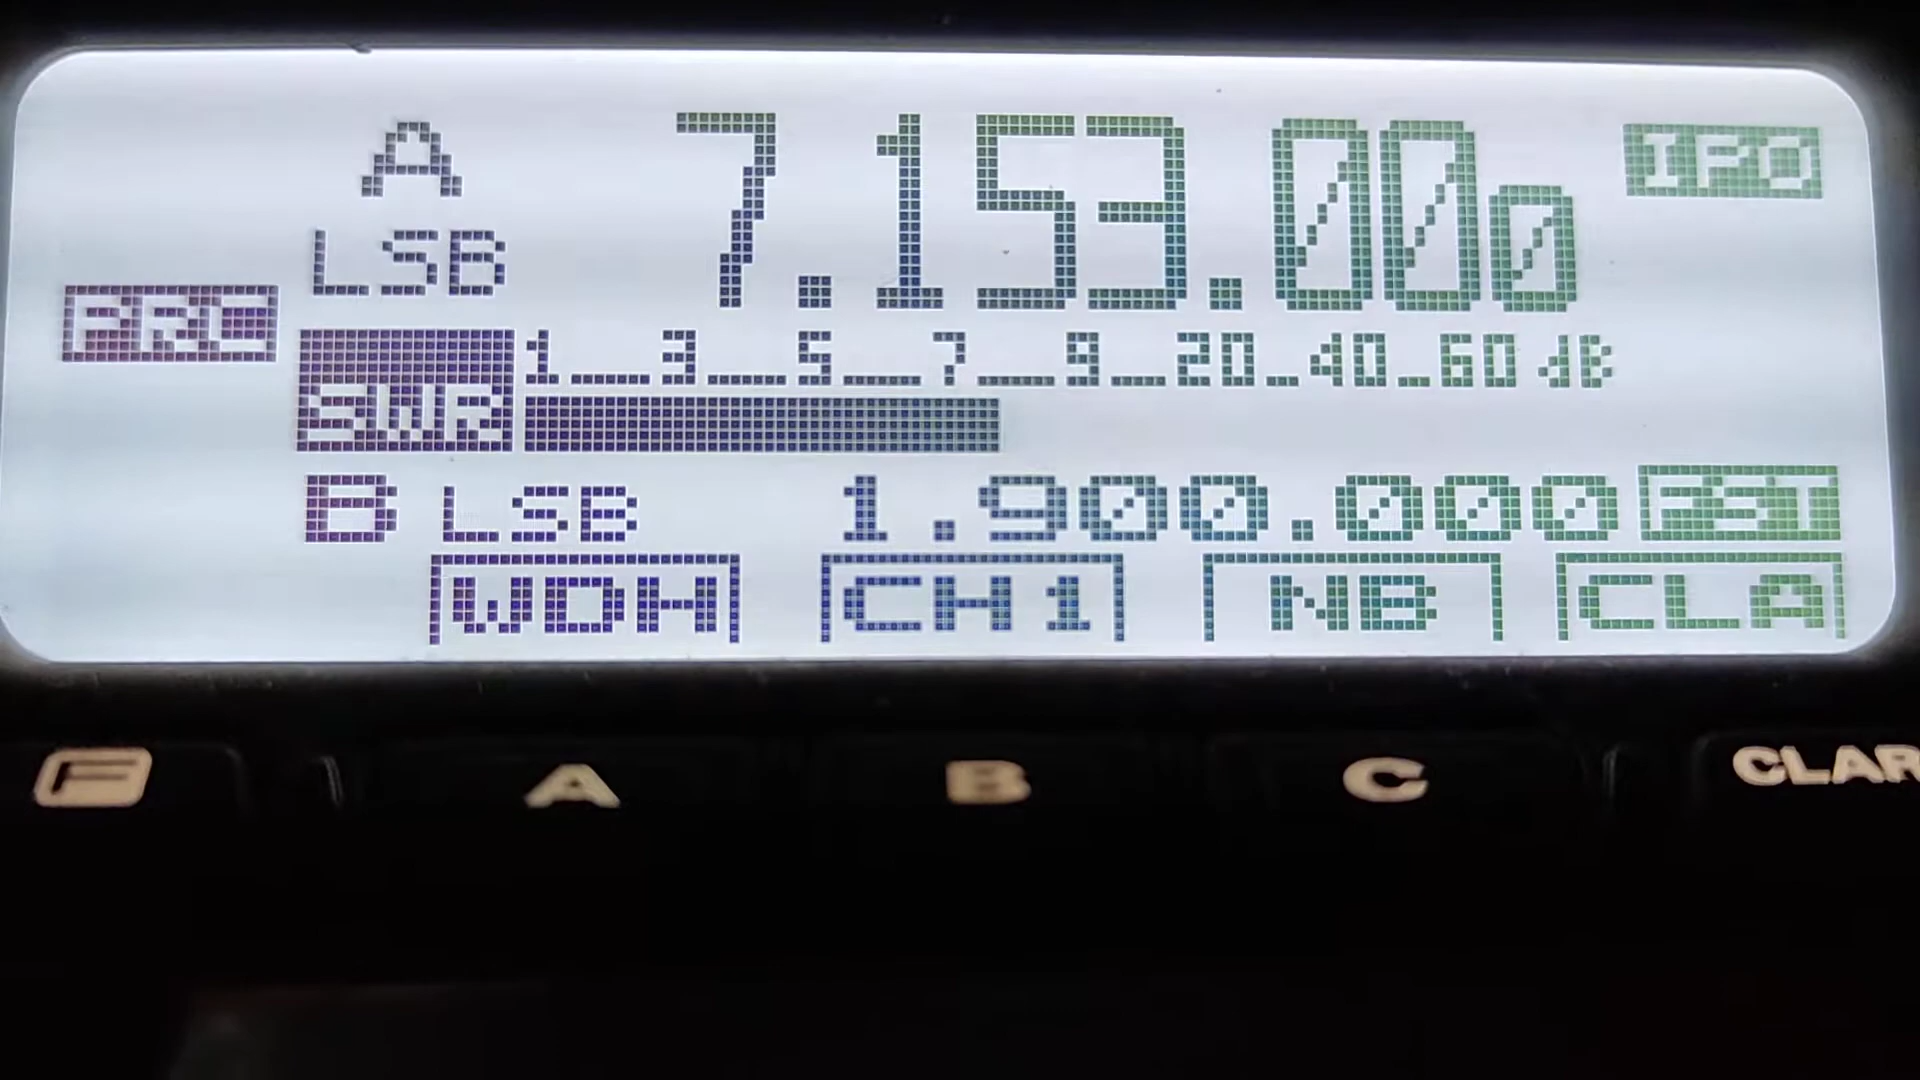 A 7.153.000 IPO
LSB
PRC
1 3 5 7 9 20 40 60 dB
SWR
B LSB 1.900.000 FST
WDH CH1 NB CLA
F A B C CLAR